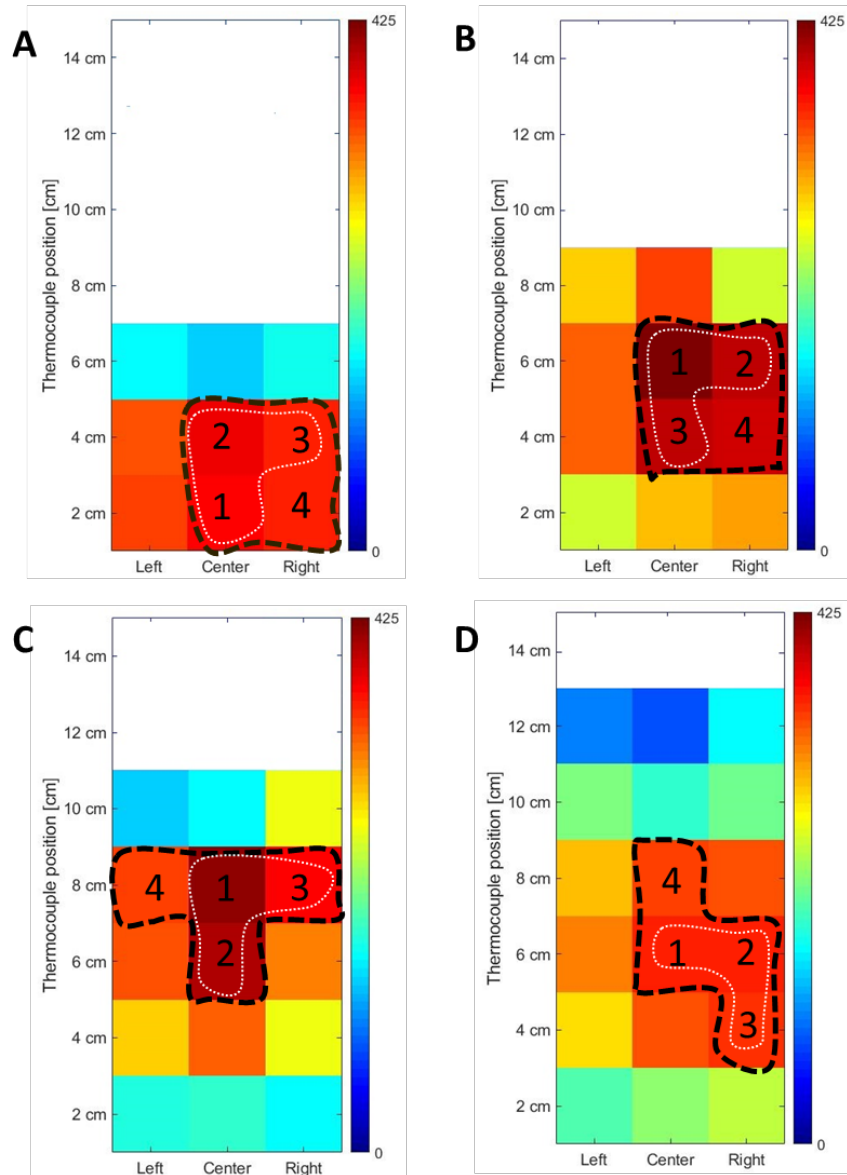 A
425
14 cm
12 cm
10 cm
8 cm
6 cm
4 cm
2 cm
Thermocouple position [cm]
2
3
1
4
0
Left
Center
Right
B
425
14 cm
12 cm
10 cm
8 cm
6 cm
4 cm
2 cm
Thermocouple position [cm]
1
2
3
4
0
Left
Center
Right
C
425
14 cm
12 cm
10 cm
8 cm
6 cm
4 cm
2 cm
Thermocouple position [cm]
4
1
3
2
0
Left
Center
Right
D
425
14 cm
12 cm
10 cm
8 cm
6 cm
4 cm
2 cm
Thermocouple position [cm]
4
1
2
3
0
Left
Center
Right